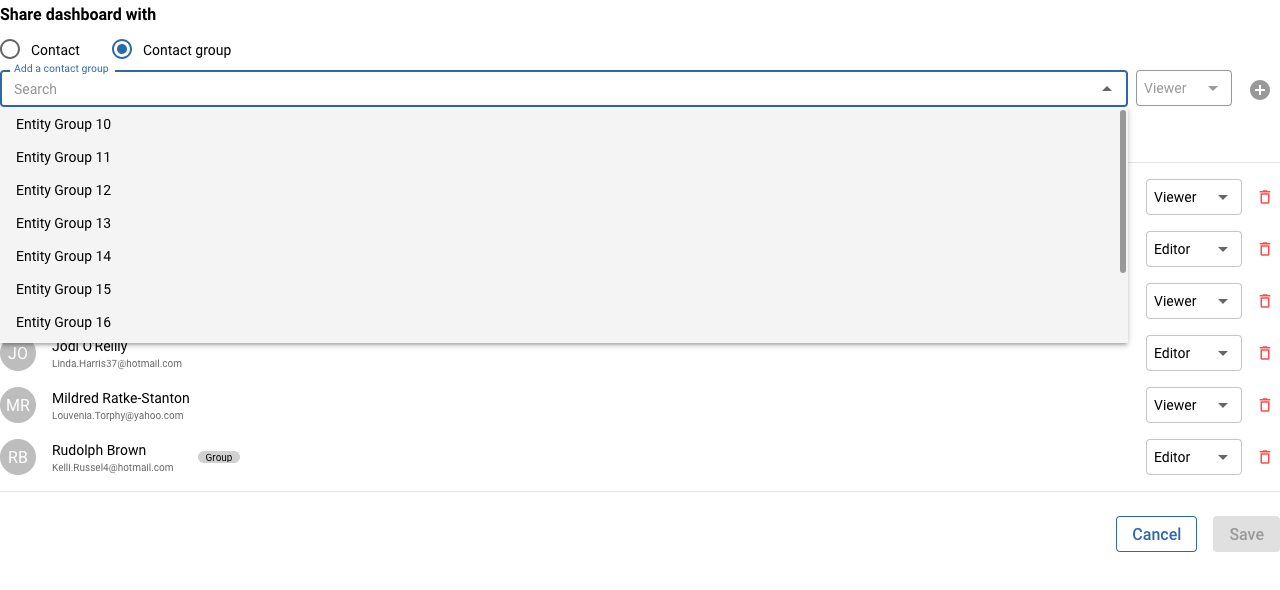 Share dashboard with
Contact
Contact group
Add a contact group
Search
Viewer
Entity Group 10
Entity Group 11
Entity Group 12
Entity Group 13
Entity Group 14
Entity Group 15
Entity Group 16
Viewer
Editor
Viewer
JO
Jodi O'Reilly
Linda.Harris37@hotmail.com
Editor
MR
Mildred Ratke-Stanton
Louvenia.Torphy@yahoo.com
Viewer
RB
Rudolph Brown
Kelli.Russel4@hotmail.com
Group
Editor
Cancel
Save